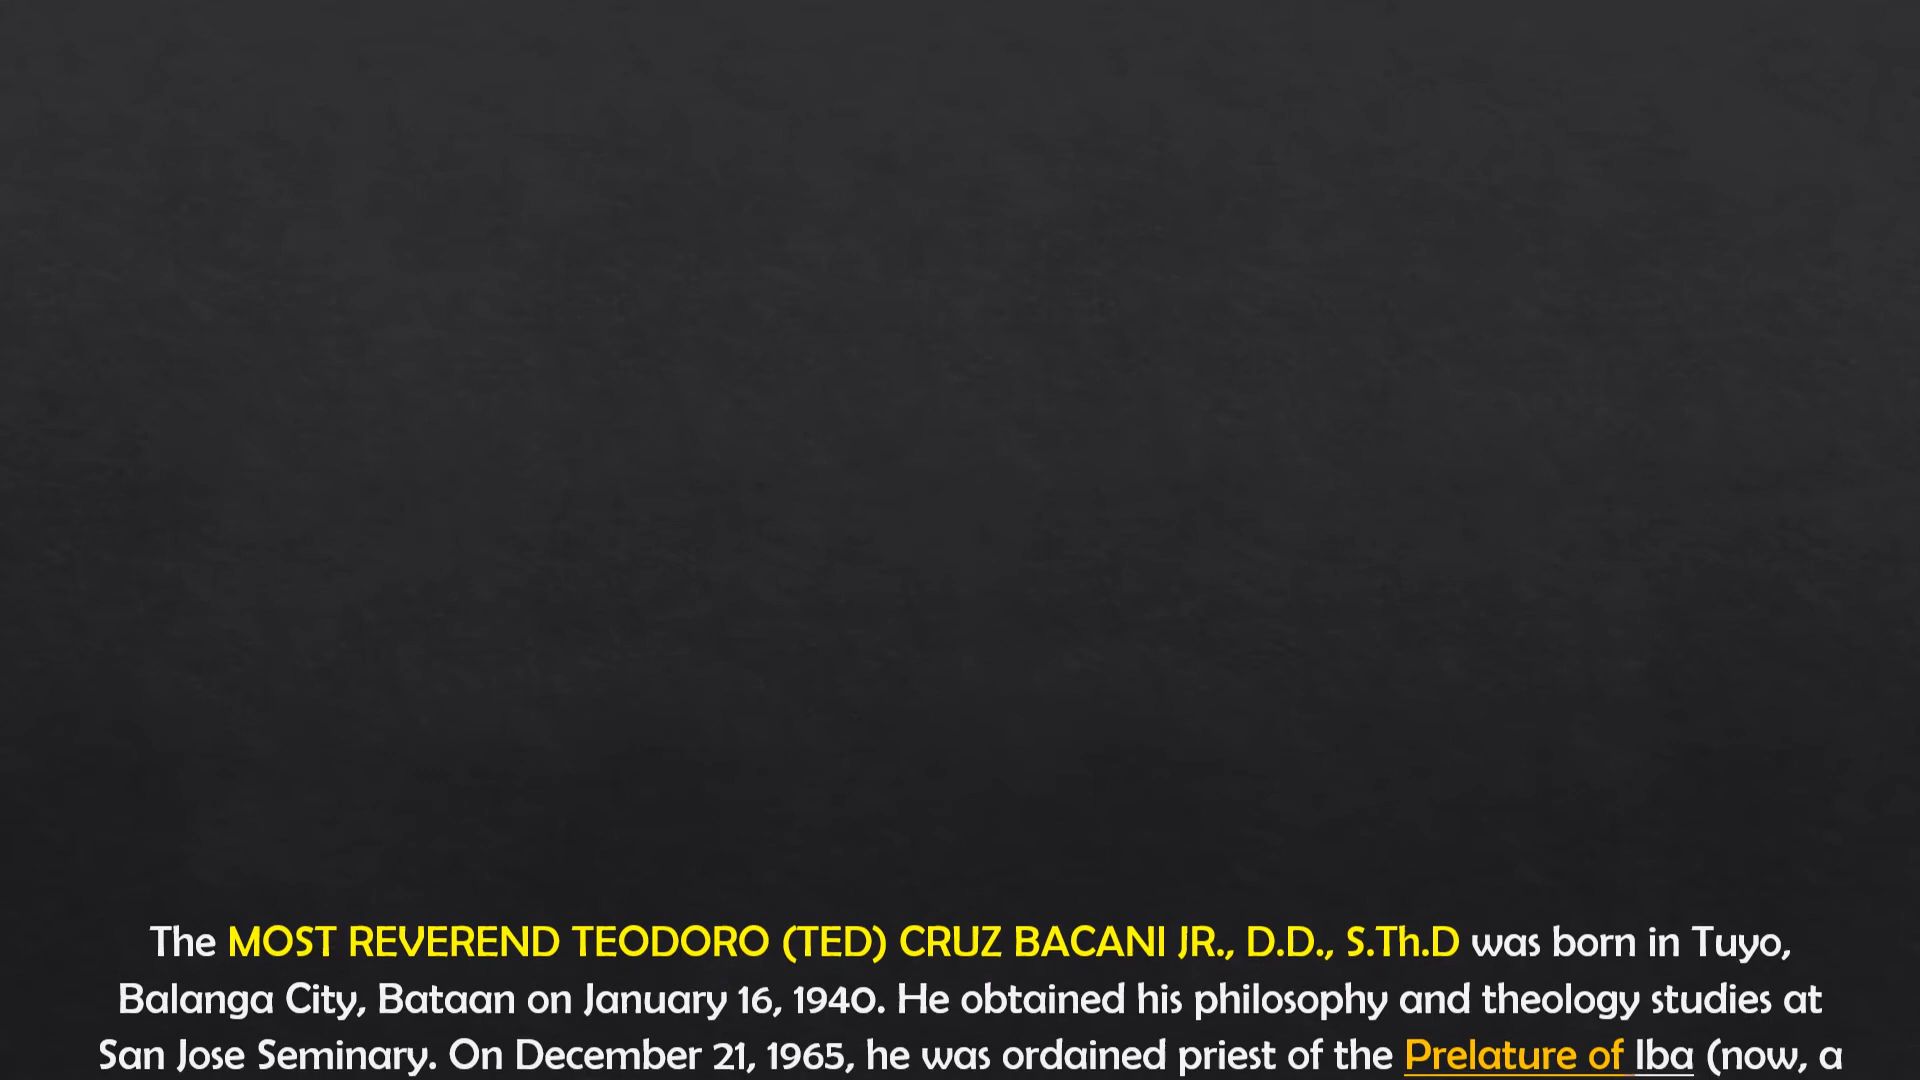 The MOST REVEREND TEODORO (TED) CRUZ BACANI JR., D.D., S.Th.D was born in Tuyo,
Balanga City, Bataan on January 16, 1940. He obtained his philosophy and theology studies at
San Jose Seminary. On December 21, 1965, he was ordained priest of the Prelature of Iba (now, a